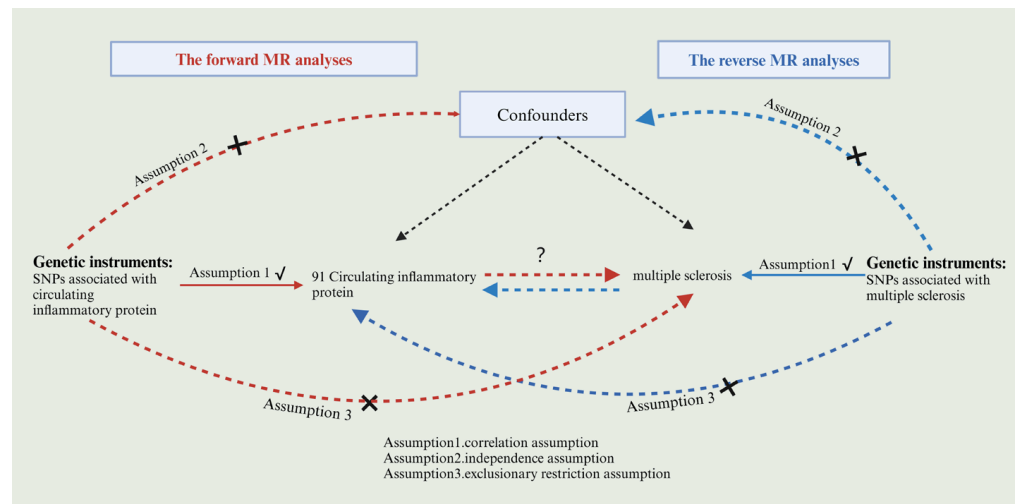 The forward MR analyses
The reverse MR analyses
Confounders
Assumption 2
Assumption 2
Genetic instruments:
SNPs associated with
circulating
inflammatory protein
Assumption 1 √
91 Circulating inflammatory
protein
?
multiple sclerosis
Assumption1 √
Genetic instruments:
SNPs associated with
multiple sclerosis
Assumption 3
Assumption 3
Assumption1.correlation assumption
Assumption2.independence assumption
Assumption3.exclusionary restriction assumption